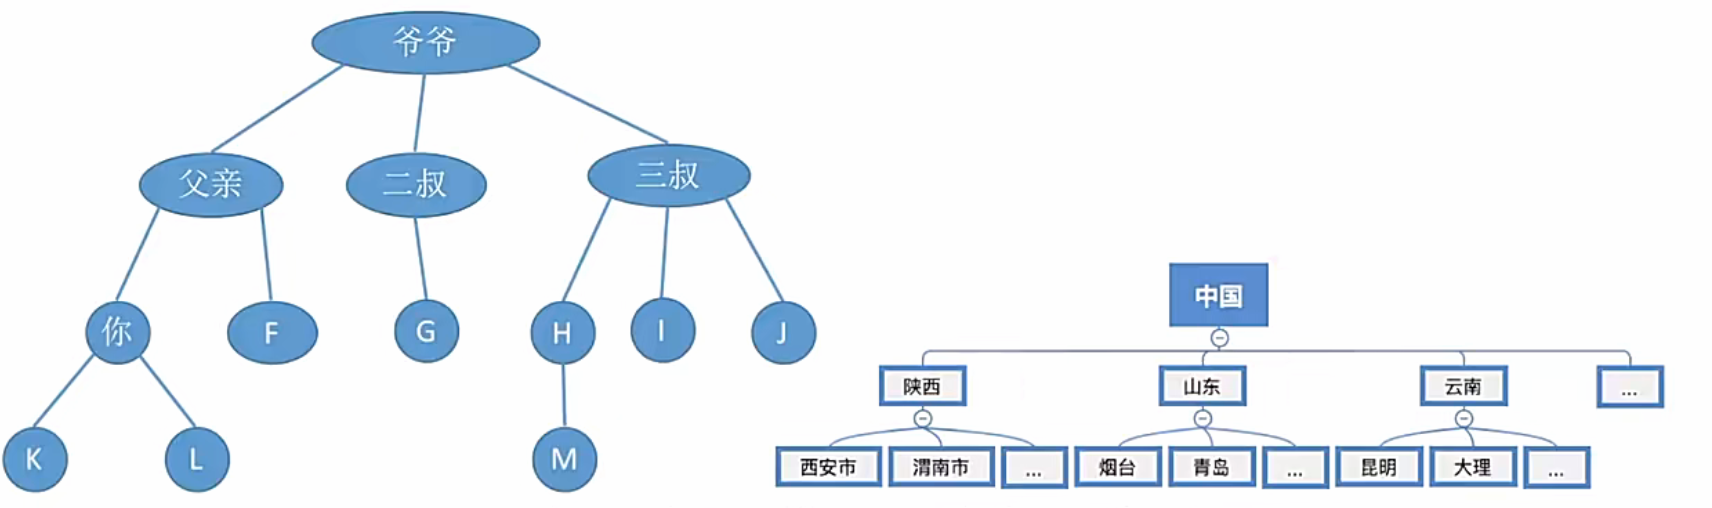 爷爷
父亲
二叔
三叔
你
F
G
H
I
J
K
L
M
中国
陕西
山东
云南
...
西安市
渭南市
...
烟台
青岛
...
昆明
大理
...